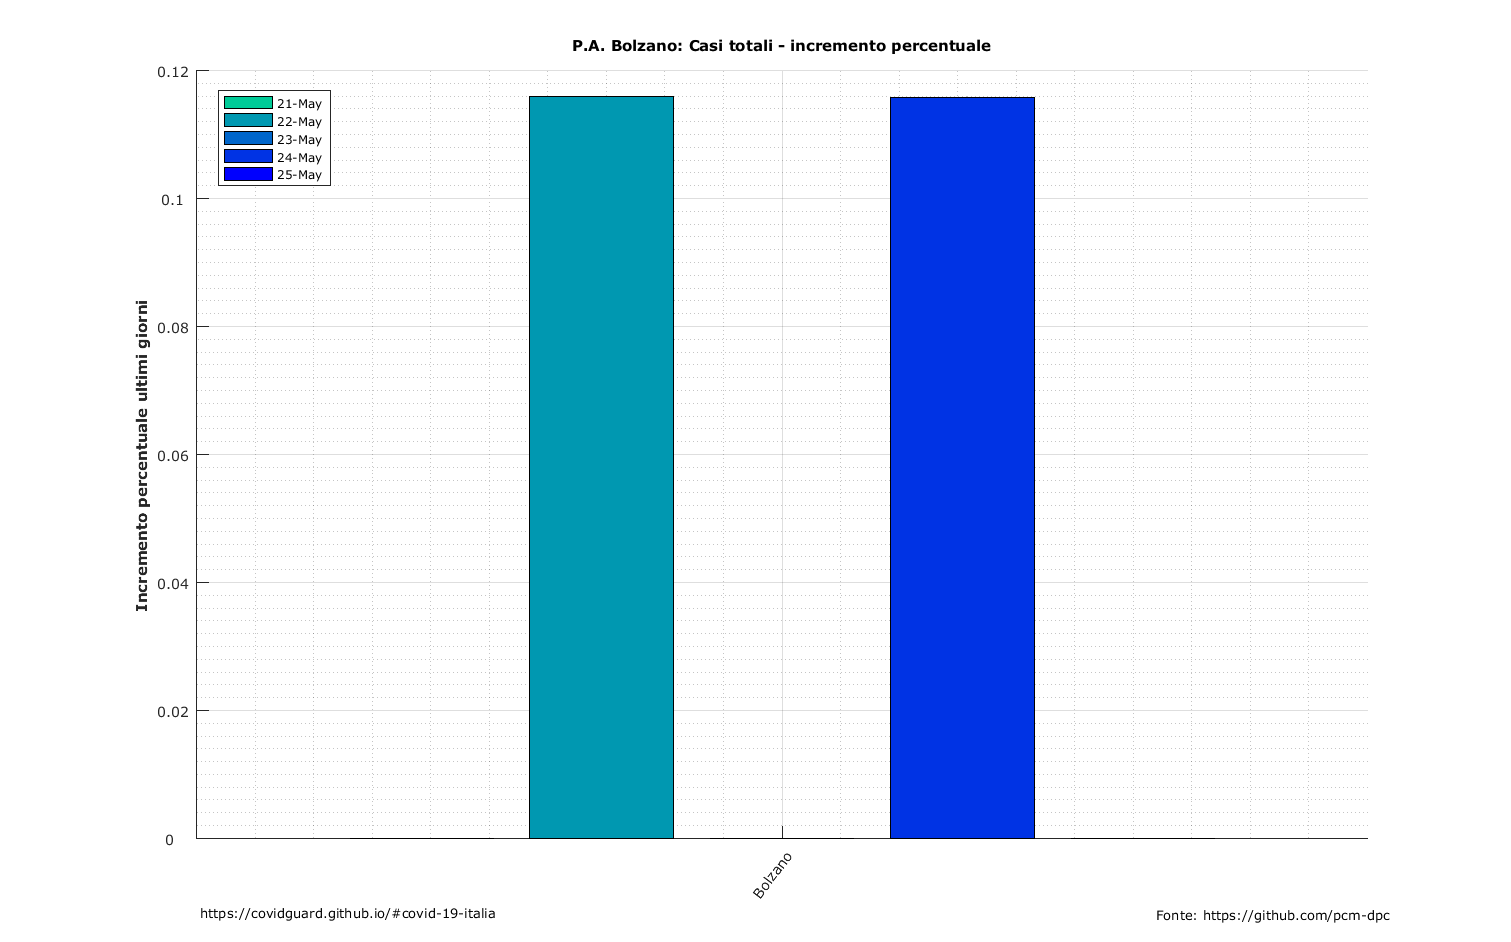 P.A. Bolzano: Casi totali - incremento percentuale
0.12
0.1
0.08
0.06
0.04
0.02
0
Incremento percentuale ultimi giorni
21-May
22-May
23-May
24-May
25-May
Bolzano
https://covidguard.github.io/#covid-19-italia
Fonte: https://github.com/pcm-dpc